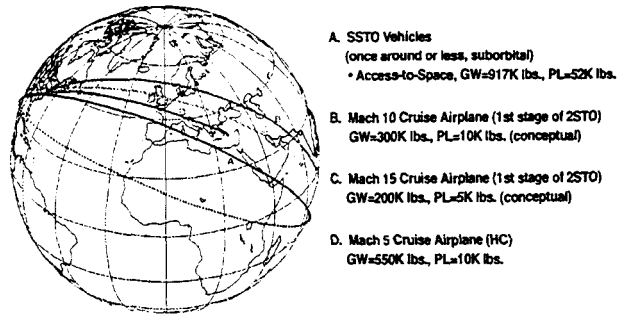 A. SSTO Vehicles
(once around or less, suborbital)
• Access-to-Space, GW=917K lbs., PL=52K lbs.
B. Mach 10 Cruise Airplane (1st stage of 2STO)
GW=300K lbs., PL=10K lbs. (conceptual)
C. Mach 15 Cruise Airplane (1st stage of 2STO)
GW=200K lbs., PL=5K lbs. (conceptual)
D. Mach 5 Cruise Airplane (HC)
GW=550K lbs., PL=10K lbs.
A